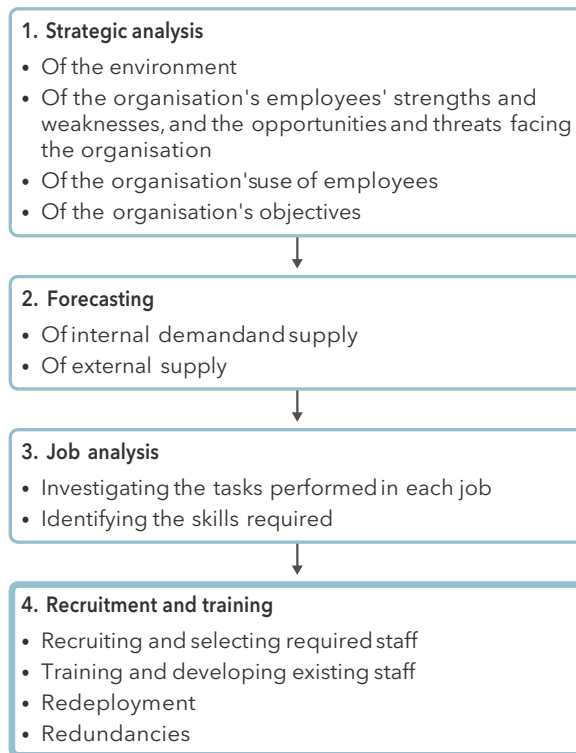 1. Strategic analysis
• Of the environment
• Of the organisation's employees' strengths and
weaknesses, and the opportunities and threats facing
the organisation
• Of the organisation's use of employees
• Of the organisation's objectives
2. Forecasting
• Of internal demand and supply
• Of external supply
3. Job analysis
• Investigating the tasks performed in each job
• Identifying the skills required
4. Recruitment and training
• Recruiting and selecting required staff
• Training and developing existing staff
• Redeployment
• Redundancies